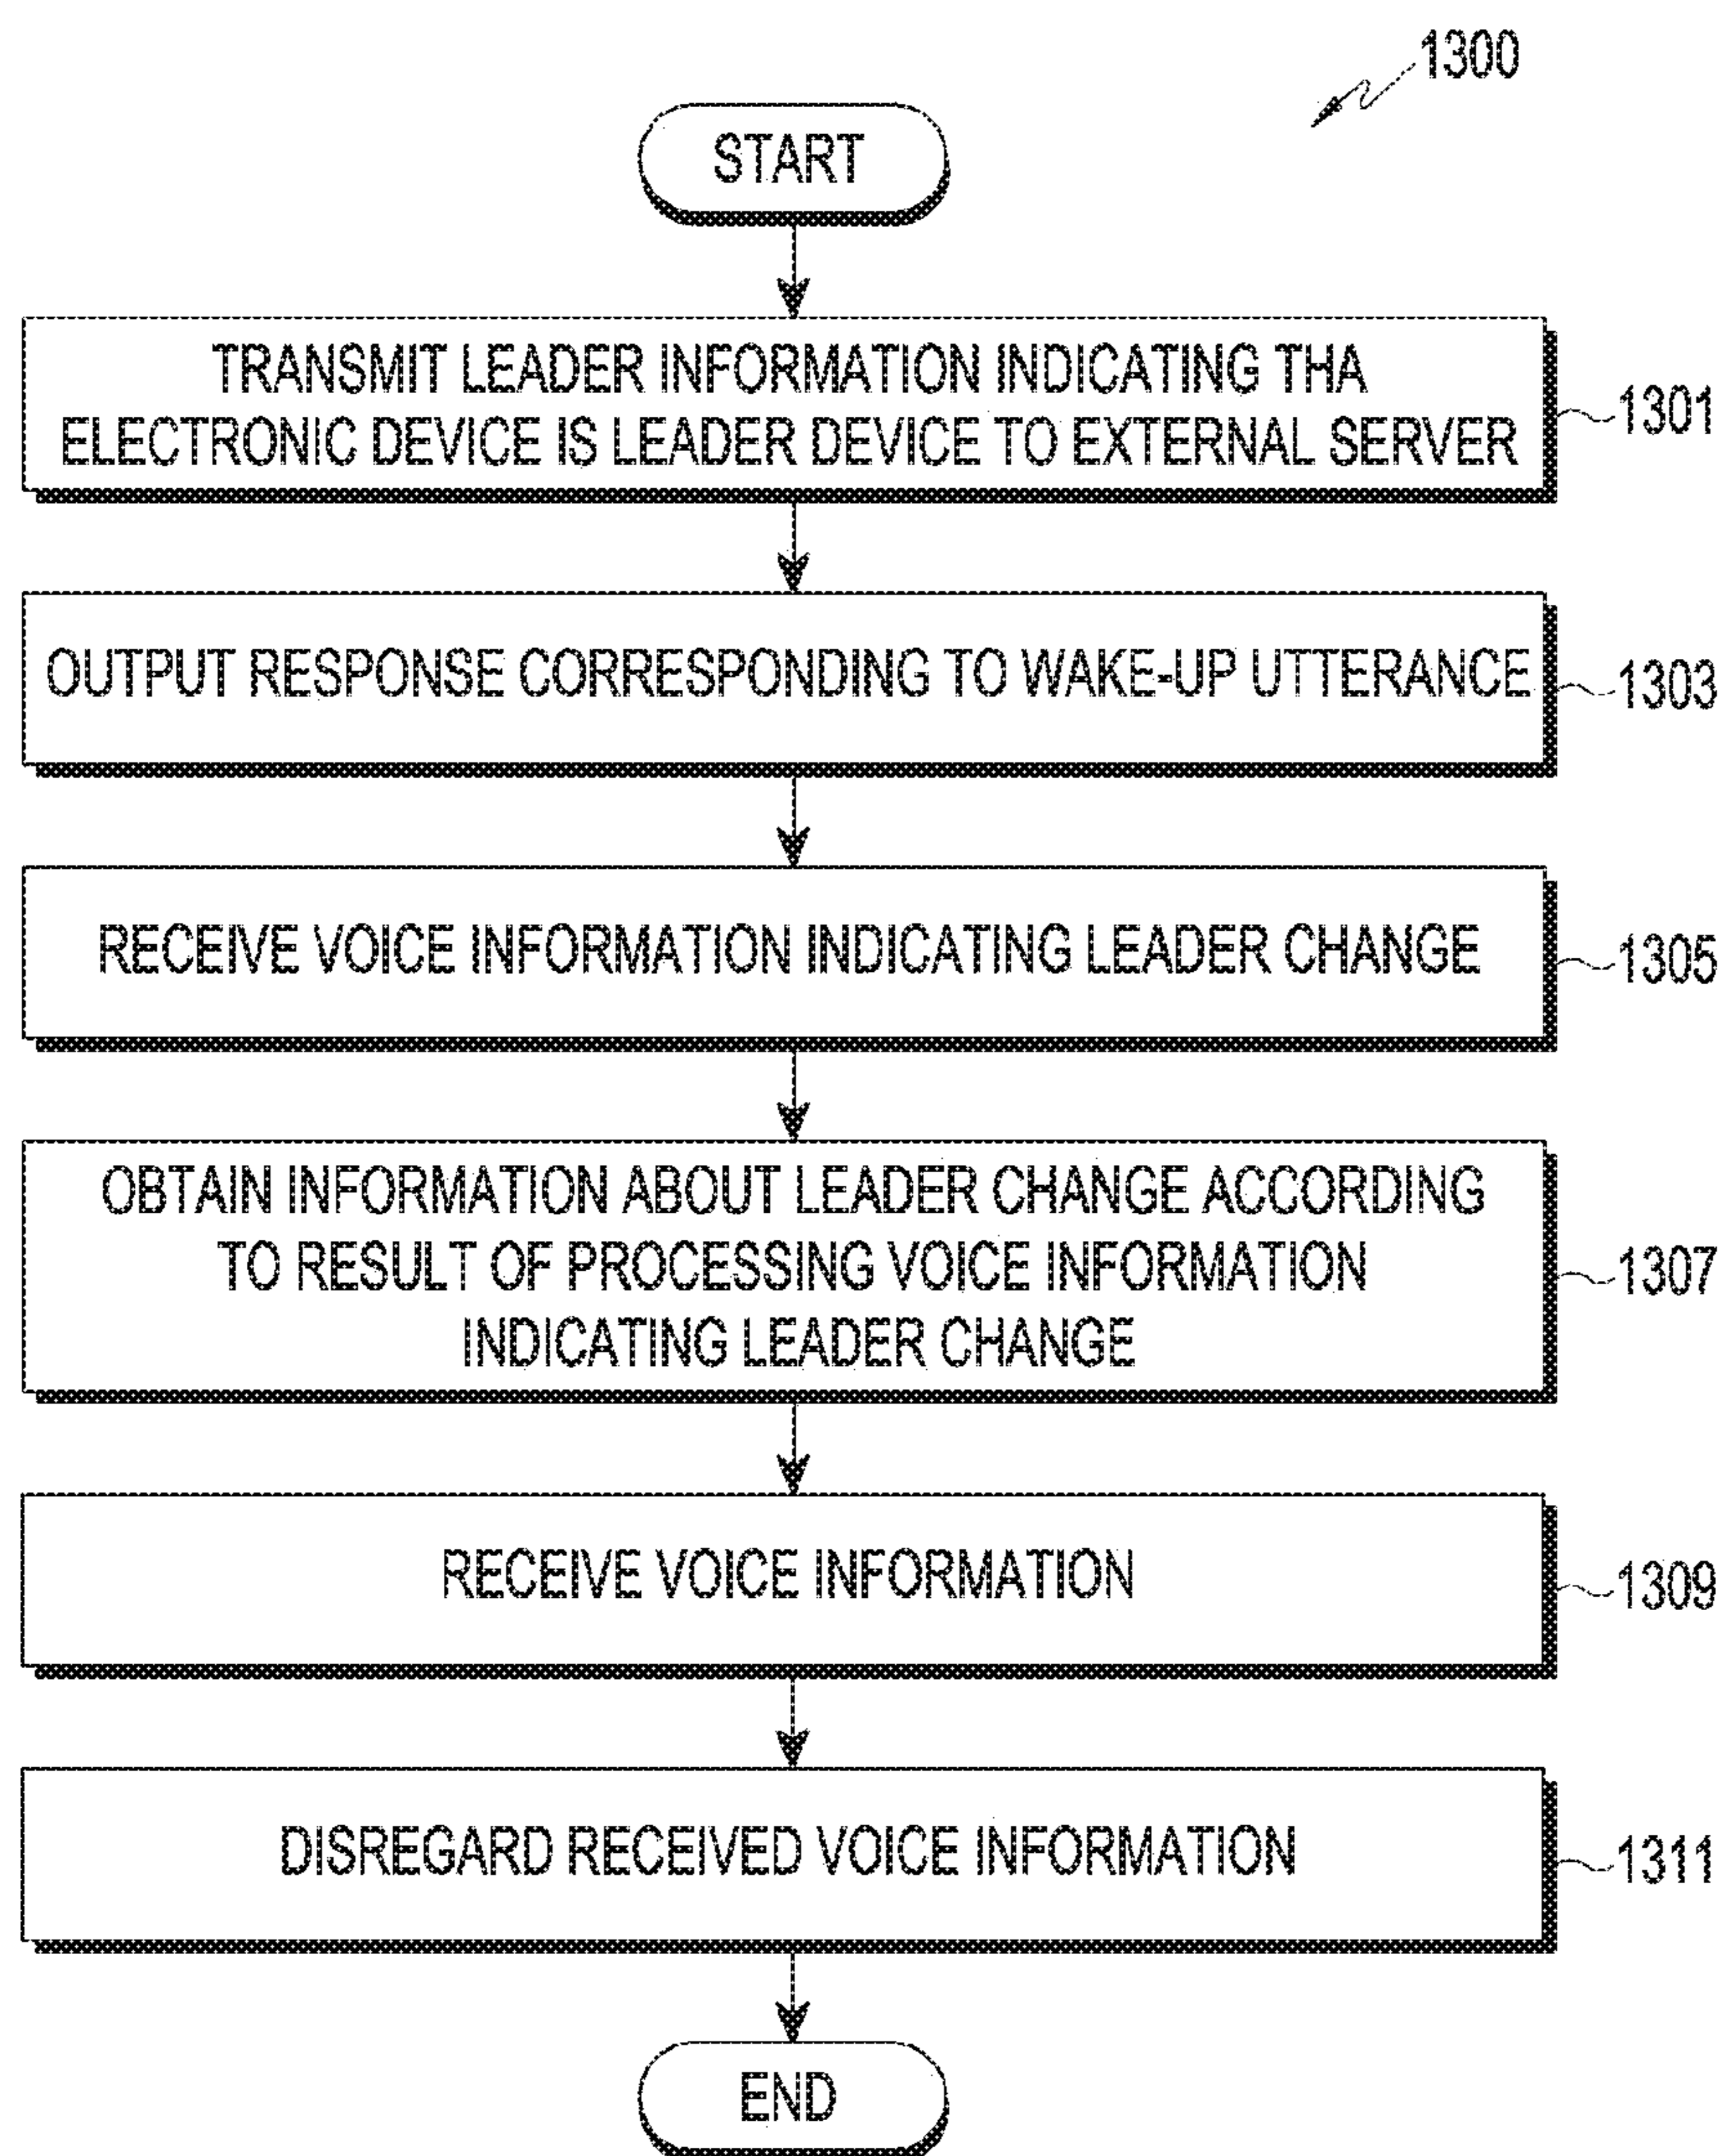 1300
START
TRANSMIT LEADER INFORMATION INDICATING THA
ELECTRONIC DEVICE IS LEADER DEVICE TO EXTERNAL SERVER
1301
OUTPUT RESPONSE CORRESPONDING TO WAKE-UP UTTERANCE
1303
RECEIVE VOICE INFORMATION INDICATING LEADER CHANGE
1305
OBTAIN INFORMATION ABOUT LEADER CHANGE ACCORDING
TO RESULT OF PROCESSING VOICE INFORMATION
INDICATING LEADER CHANGE
1307
RECEIVE VOICE INFORMATION
1309
DISREGARD RECEIVED VOICE INFORMATION
1311
END